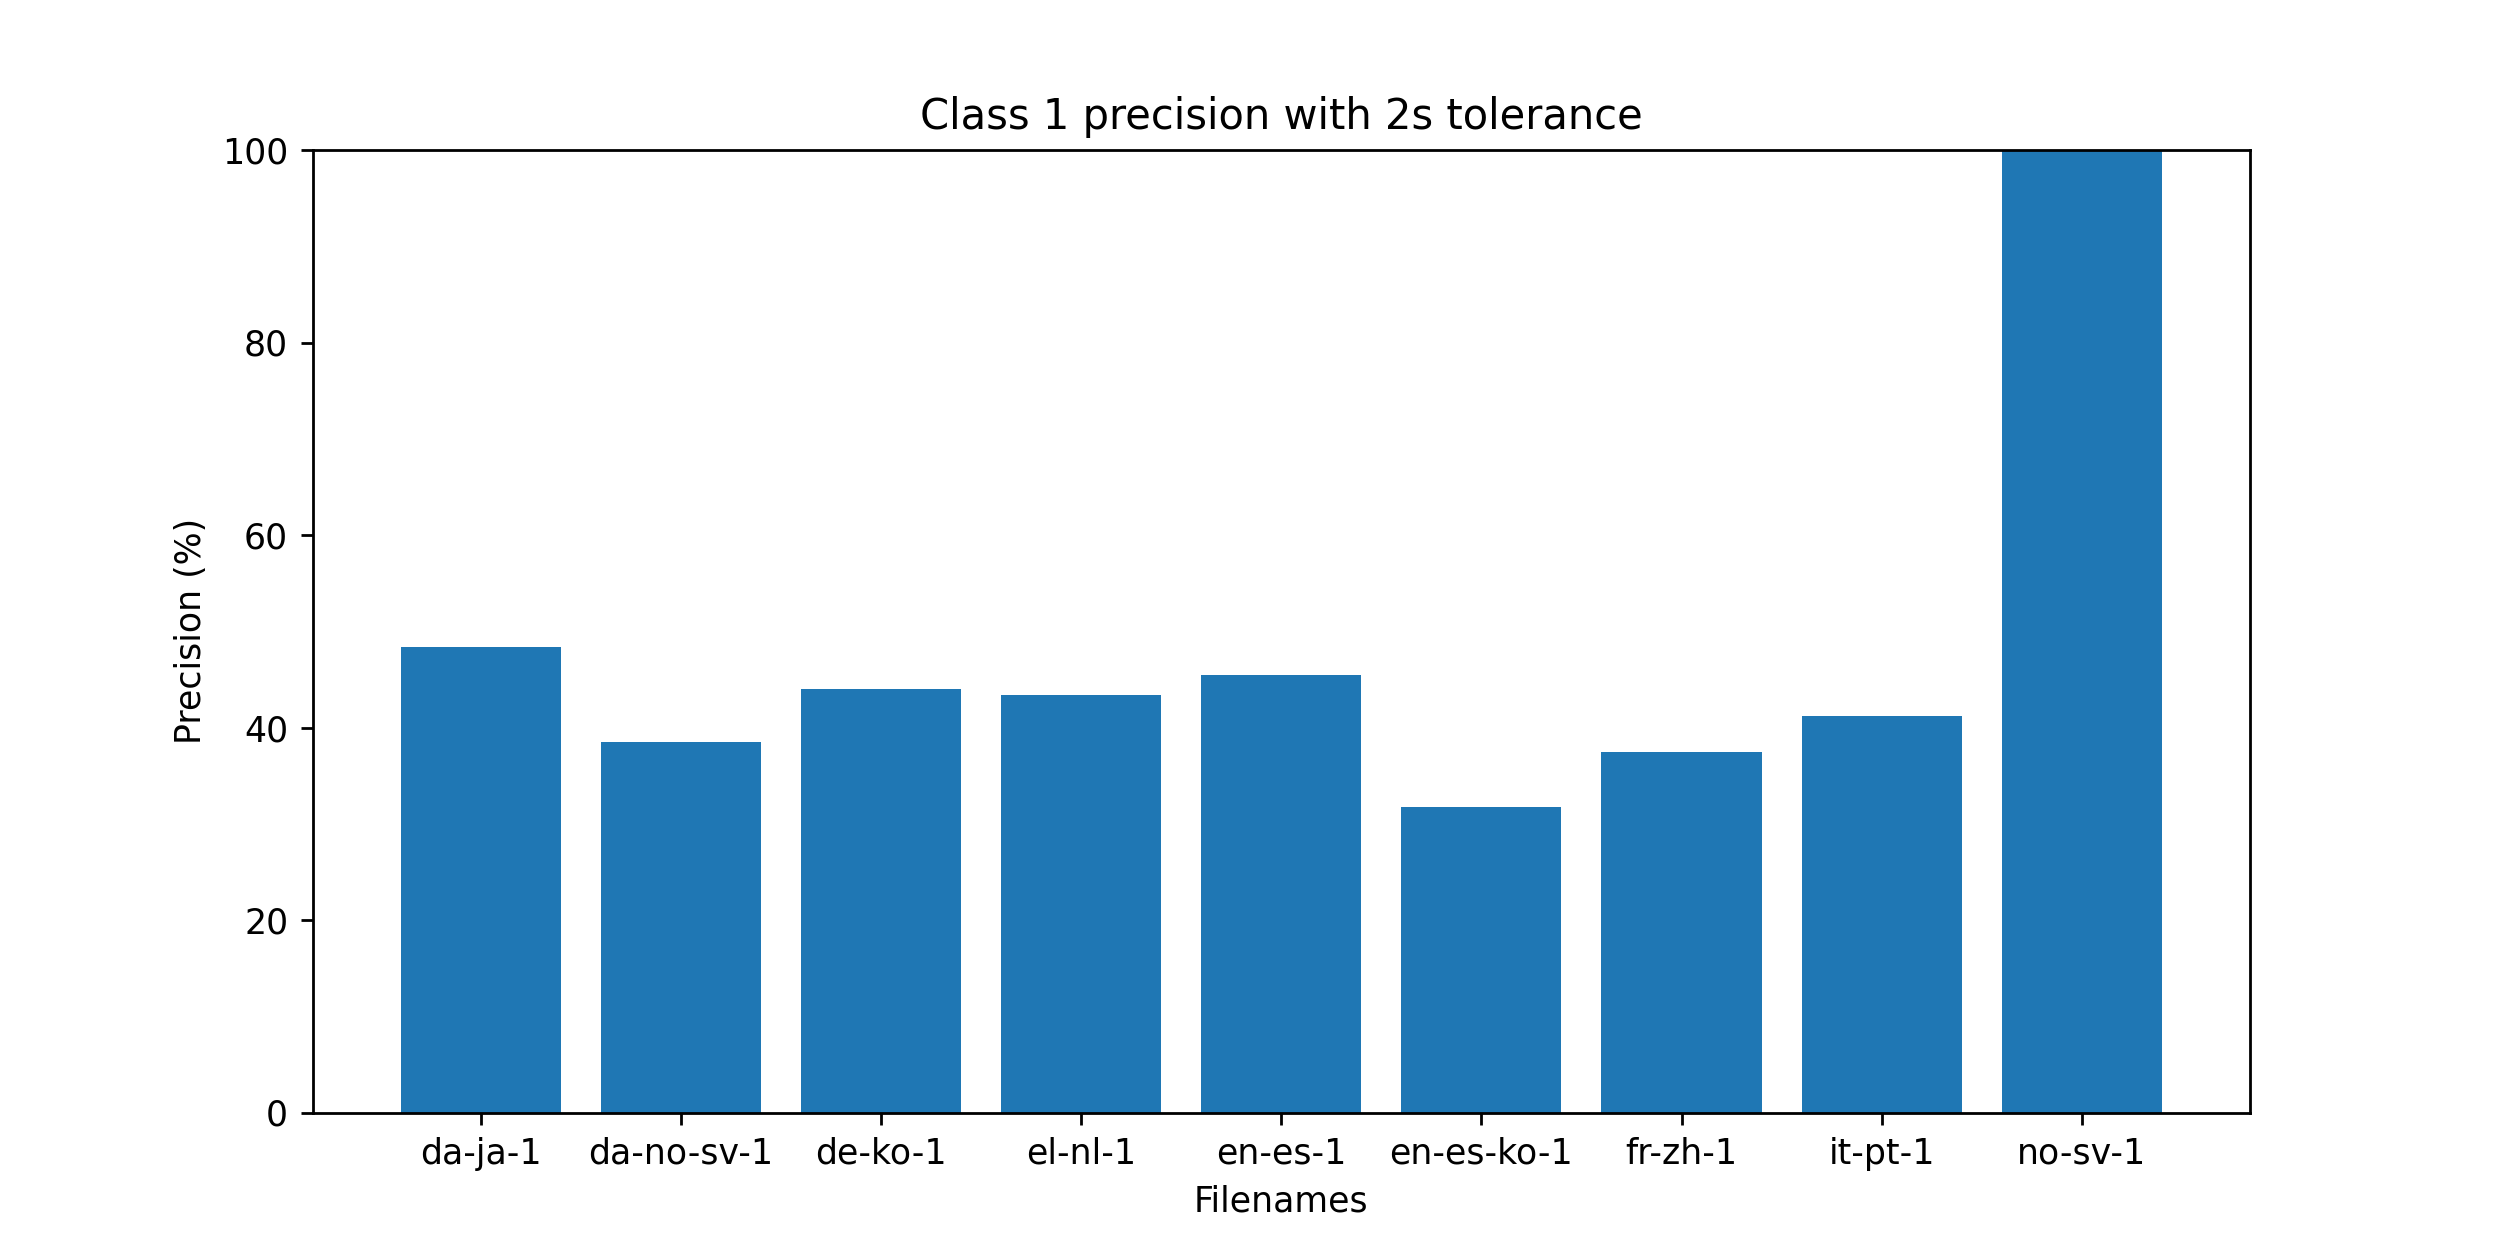 Class 1 precision with 2s tolerance
Precision (%)
100
80
60
40
20
0
da-ja-1 da-no-sv-1 de-ko-1 el-nl-1 en-es-1 en-es-ko-1 fr-zh-1 it-pt-1 no-sv-1
Filenames